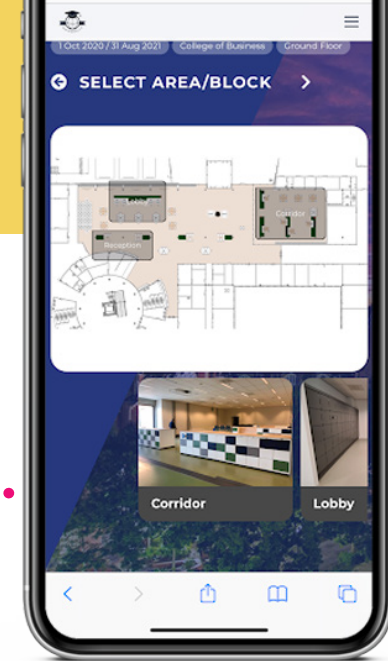 1 Oct 2020 / 31 Aug 2021 College of Business Ground Floor
SELECT AREA/BLOCK
Lobby
Corridor
Reception
Corridor Lobby